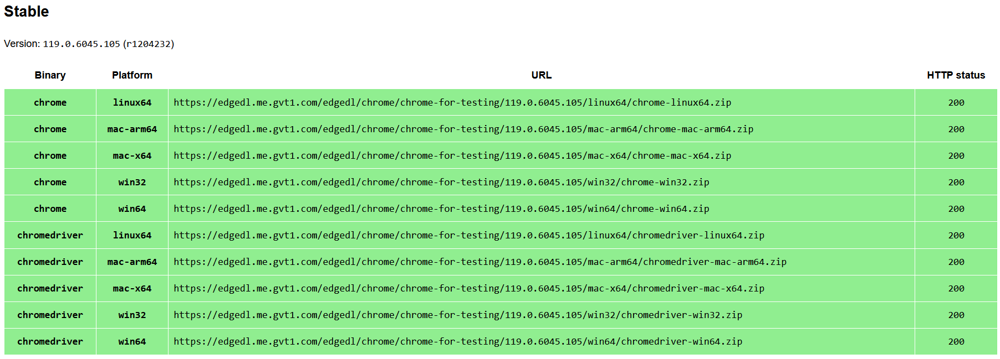 Stable
Version: 119.0.6045.105 (r1204232)
Binary Platform URL HTTP status
chrome linux64 https://edgedl.me.gvt1.com/edgedl/chrome/chrome-for-testing/119.0.6045.105/linux64/chrome-linux64.zip 200
chrome mac-arm64 https://edgedl.me.gvt1.com/edgedl/chrome/chrome-for-testing/119.0.6045.105/mac-arm64/chrome-mac-arm64.zip 200
chrome mac-x64 https://edgedl.me.gvt1.com/edgedl/chrome/chrome-for-testing/119.0.6045.105/mac-x64/chrome-mac-x64.zip 200
chrome win32 https://edgedl.me.gvt1.com/edgedl/chrome/chrome-for-testing/119.0.6045.105/win32/chrome-win32.zip 200
chrome win64 https://edgedl.me.gvt1.com/edgedl/chrome/chrome-for-testing/119.0.6045.105/win64/chrome-win64.zip 200
chromedriver linux64 https://edgedl.me.gvt1.com/edgedl/chrome/chrome-for-testing/119.0.6045.105/linux64/chromedriver-linux64.zip 200
chromedriver mac-arm64 https://edgedl.me.gvt1.com/edgedl/chrome/chrome-for-testing/119.0.6045.105/mac-arm64/chromedriver-mac-arm64.zip 200
chromedriver mac-x64 https://edgedl.me.gvt1.com/edgedl/chrome/chrome-for-testing/119.0.6045.105/mac-x64/chromedriver-mac-x64.zip 200
chromedriver win32 https://edgedl.me.gvt1.com/edgedl/chrome/chrome-for-testing/119.0.6045.105/win32/chromedriver-win32.zip 200
chromedriver win64 https://edgedl.me.gvt1.com/edgedl/chrome/chrome-for-testing/119.0.6045.105/win64/chromedriver-win64.zip 200